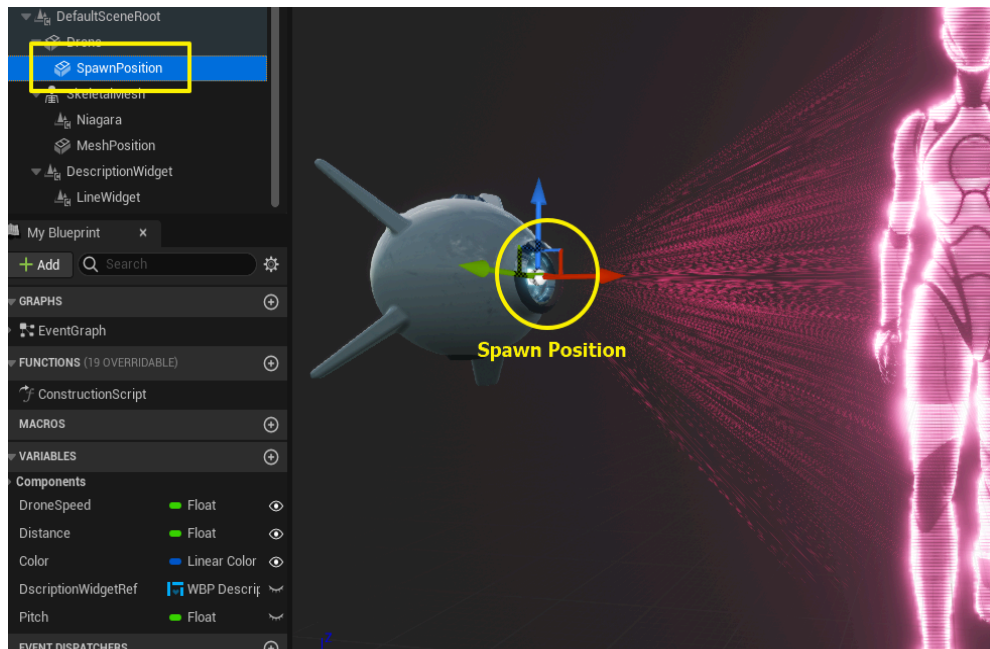 DefaultSceneRoot
Drone
SpawnPosition
SkeletalMesh
Niagara
MeshPosition
DescriptionWidget
LineWidget
My Blueprint
Add
Search
GRAPHS
EventGraph
FUNCTIONS (19 OVERRIDABLE)
ConstructionScript
MACROS
VARIABLES
Components
DroneSpeed Float
Distance Float
Color Linear Color
DscriptionWidgetRef WBP Descrip
Pitch Float
EVENT DISPATCHERS
Spawn Position